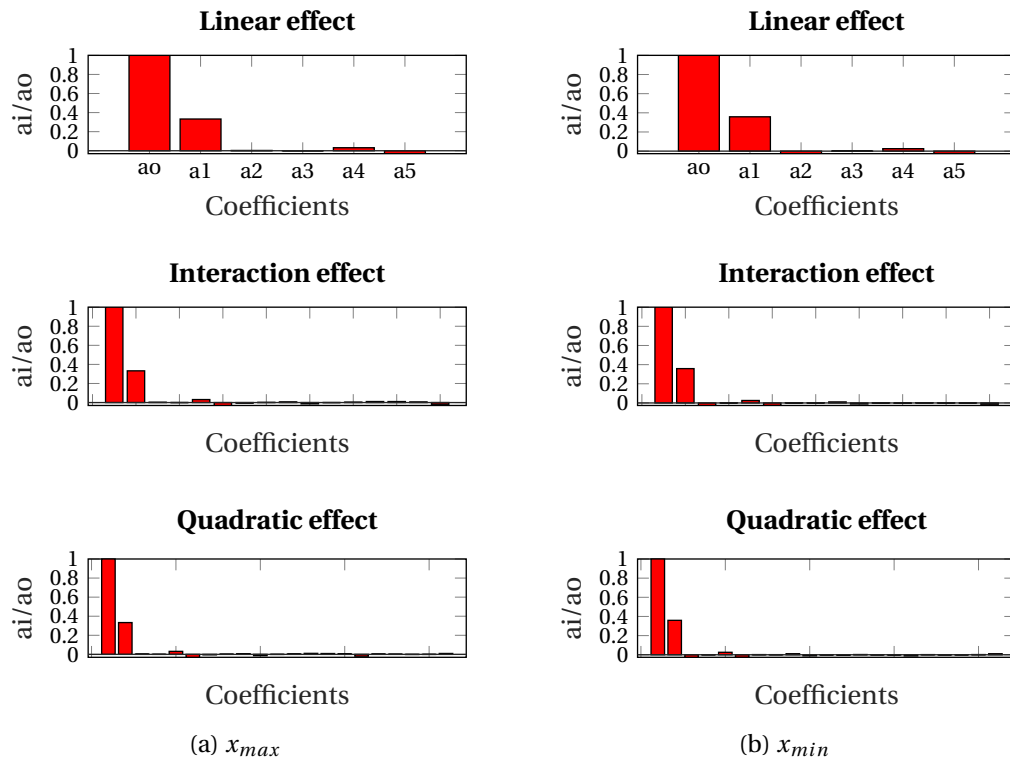 Linear effect
1
0.8
0.6
0.4
0.2
0
ai/ao
ao a1 a2 a3 a4 a5
Coefficients
Linear effect
1
0.8
0.6
0.4
0.2
0
ai/ao
ao a1 a2 a3 a4 a5
Coefficients
Interaction effect
1
0.8
0.6
0.4
0.2
0
ai/ao
Coefficients
Interaction effect
1
0.8
0.6
0.4
0.2
0
ai/ao
Coefficients
Quadratic effect
1
0.8
0.6
0.4
0.2
0
ai/ao
Coefficients
Quadratic effect
1
0.8
0.6
0.4
0.2
0
ai/ao
Coefficients
(a) x_max
(b) x_min